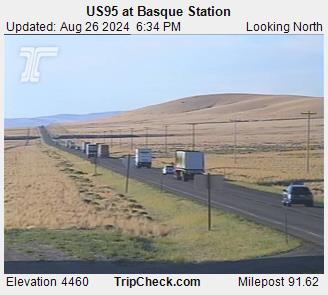 US95 at Basque Station
Updated: Aug 26 2024 6:34 PM Looking North
Elevation 4460 TripCheck.com Milepost 91.62